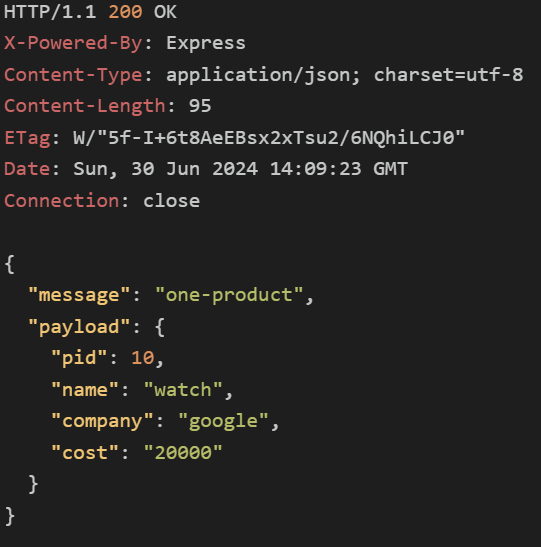 HTTP/1.1 200 OK
X-Powered-By: Express
Content-Type: application/json; charset=utf-8
Content-Length: 95
ETag: W/"5f-I+6t8AeEBsx2xTsu2/6NQhiLCJ0"
Date: Sun, 30 Jun 2024 14:09:23 GMT
Connection: close

{
  "message": "one-product",
  "payload": {
    "pid": 10,
    "name": "watch",
    "company": "google",
    "cost": "20000"
  }
}